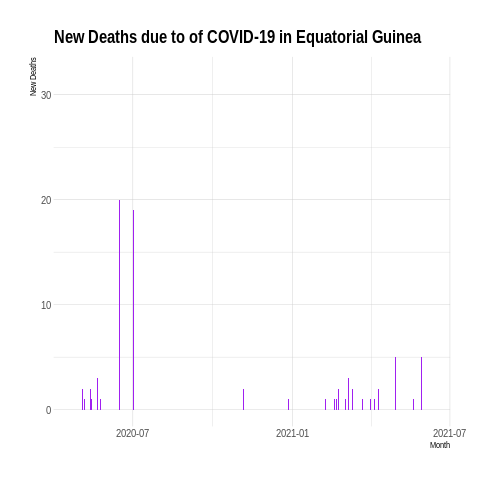 New Deaths due to of COVID-19 in Equatorial Guinea
New Deaths
30
20
10
0
2020-07
2021-01
2021-07
Month